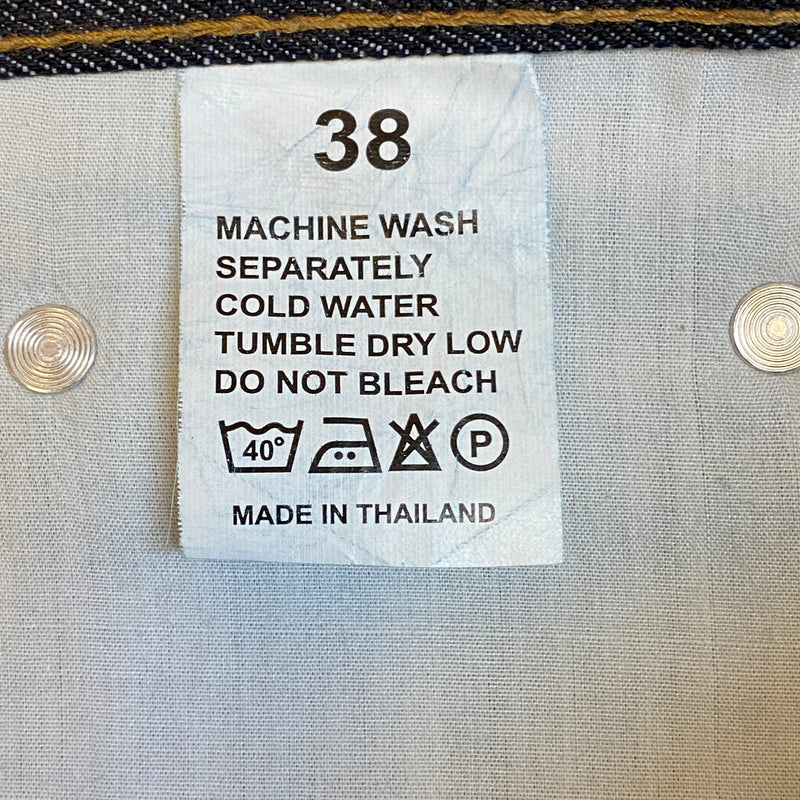 38
MACHINE WASH
SEPARATELY
COLD WATER
TUMBLE DRY LOW
DO NOT BLEACH
40° P
MADE IN THAILAND